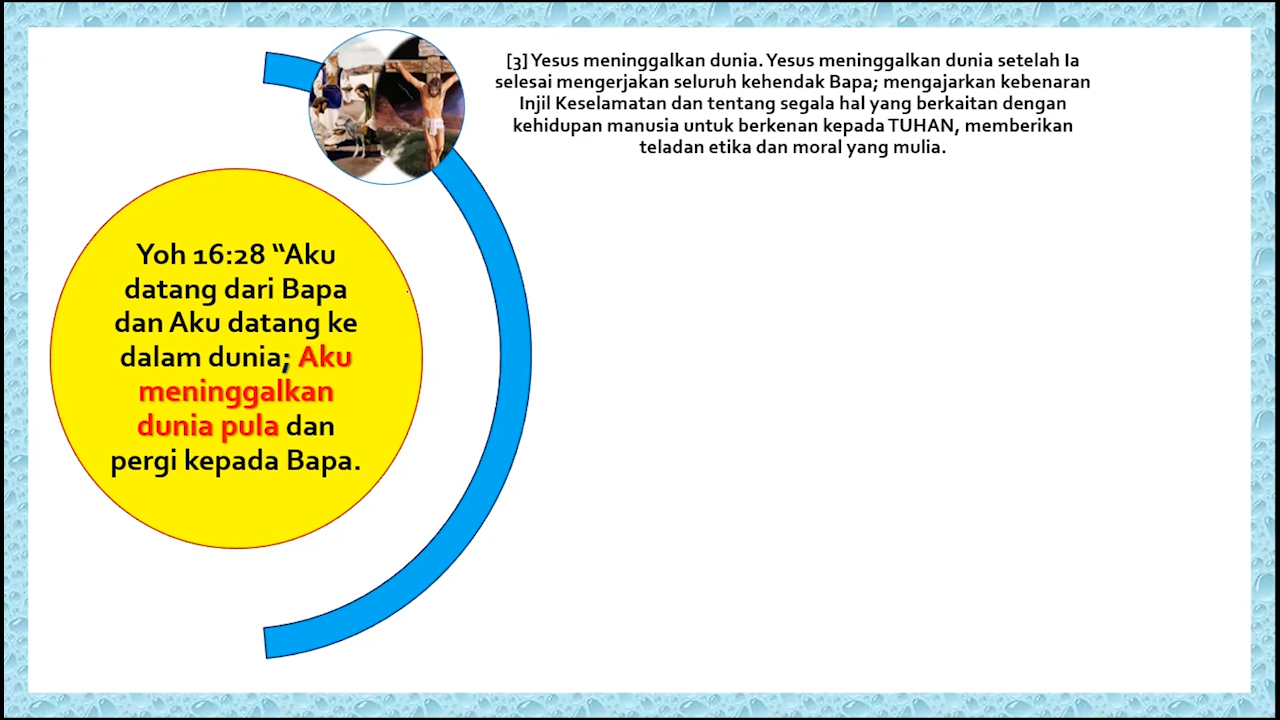 [3] Yesus meninggalkan dunia. Yesus meninggalkan dunia setelah Ia
selesai mengerjakan seluruh kehendak Bapa; mengajarkan kebenaran
Injil Keselamatan dan tentang segala hal yang berkaitan dengan
kehidupan manusia untuk berkenan kepada TUHAN, memberikan
teladan etika dan moral yang mulia.
Yoh 16:28 “Aku
datang dari Bapa
dan Aku datang ke
dalam dunia; Aku
meninggalkan
dunia pula dan
pergi kepada Bapa.